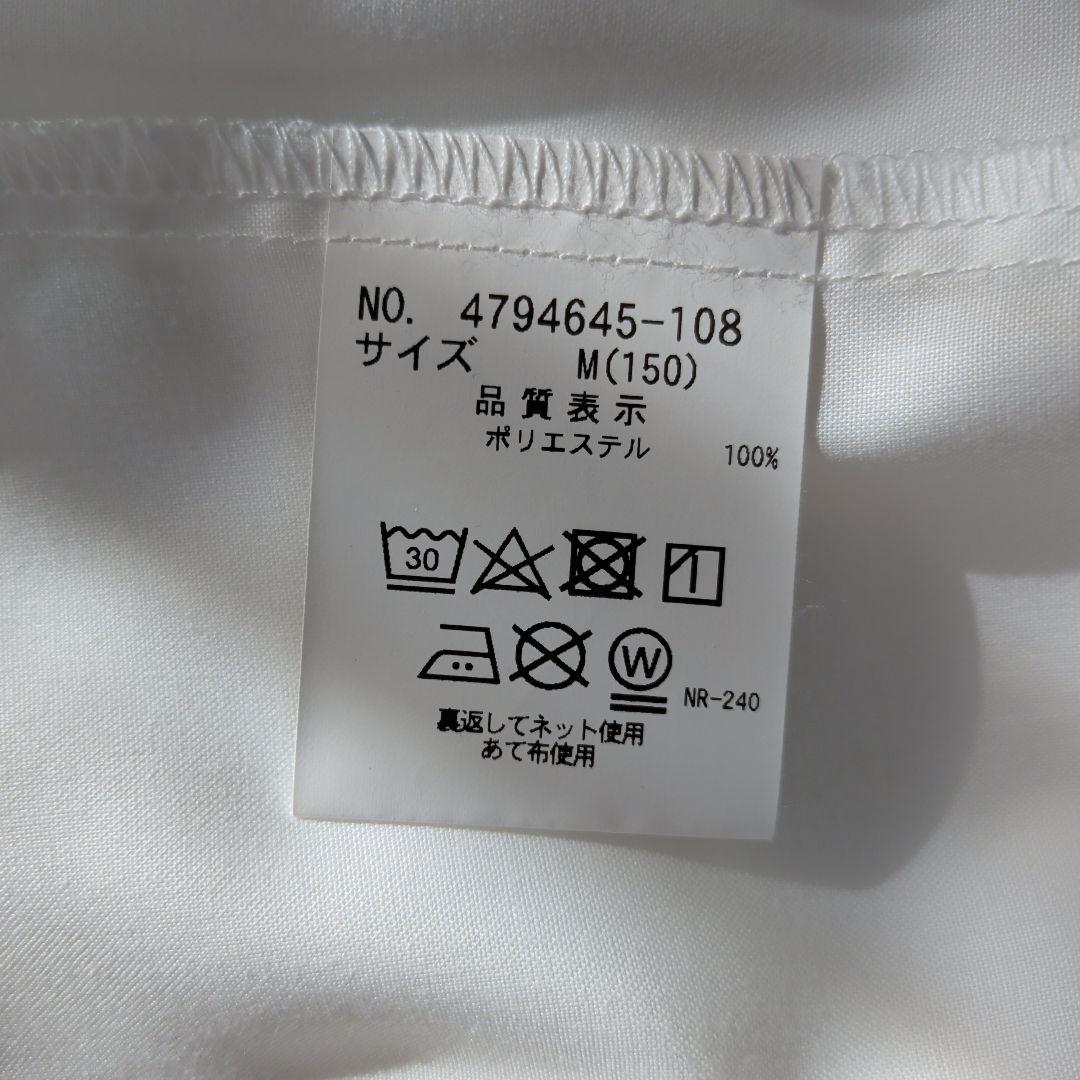 NO. 4794645-108
サイズ M(150)
品質表示
ポリエステル 100%
30
W NR-240
裏返してネット使用
あて布使用